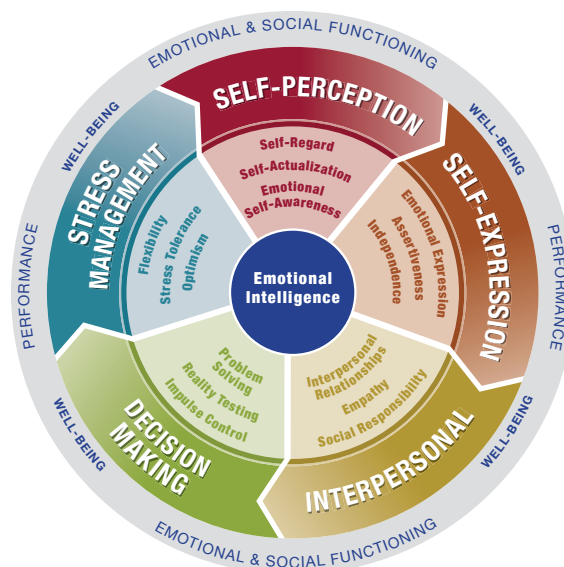 EMOTIONAL & SOCIAL FUNCTIONING
WELL-BEING
WELL-BEING
PERFORMANCE
PERFORMANCE
SELF-PERCEPTION
Self-Regard
Self-Actualization
Emotional
Self-Awareness
SELF-EXPRESSION
Emotional Expression
Assertiveness
Independence
INTERPERSONAL
Interpersonal
Relationships
Empathy
Social Responsibility
DECISION
MAKING
Problem
Solving
Reality Testing
Impulse Control
STRESS
MANAGEMENT
Flexibility
Stress Tolerance
Optimism
Emotional
Intelligence
WELL-BEING
WELL-BEING
EMOTIONAL & SOCIAL FUNCTIONING